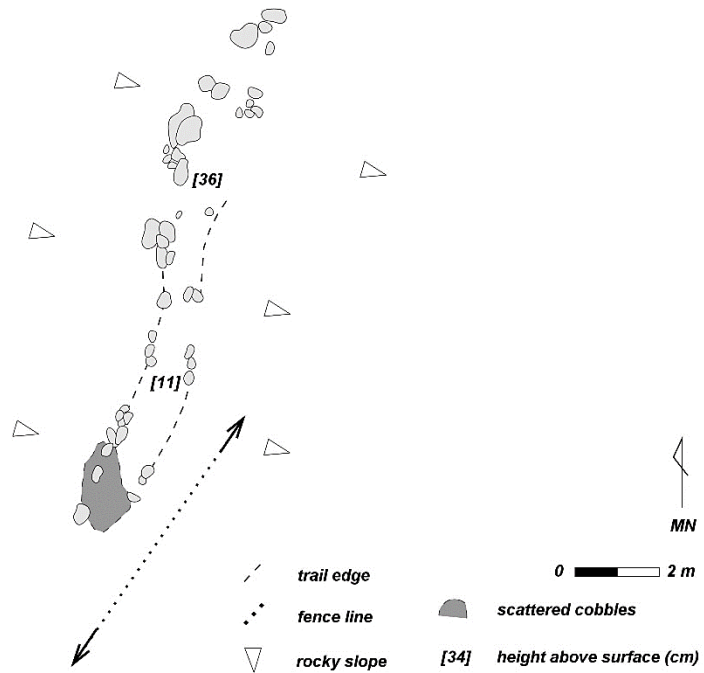 [36]
[11]
MN
0 2 m
trail edge
fence line
scattered cobbles
rocky slope
[34] height above surface (cm)